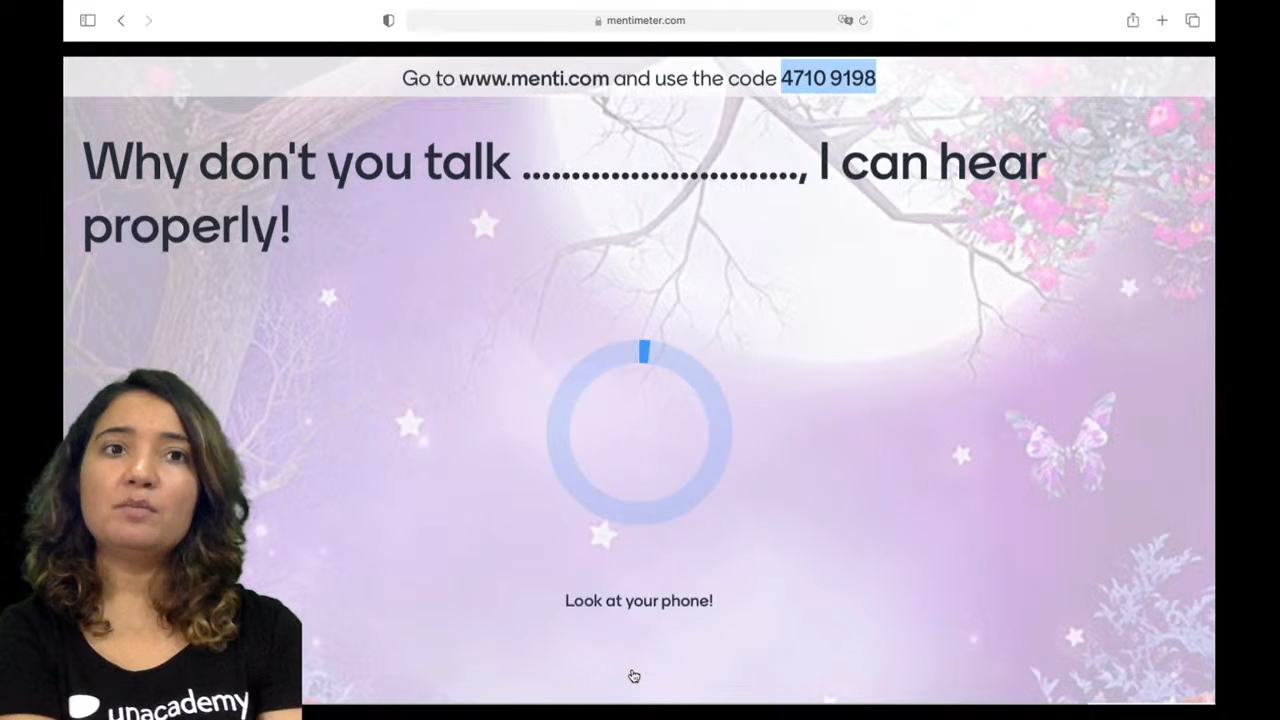 mentimeter.com
Go to www.menti.com and use the code 4710 9198
Why don't you talk ............................, I can hear
properly!
Look at your phone!
unacademy